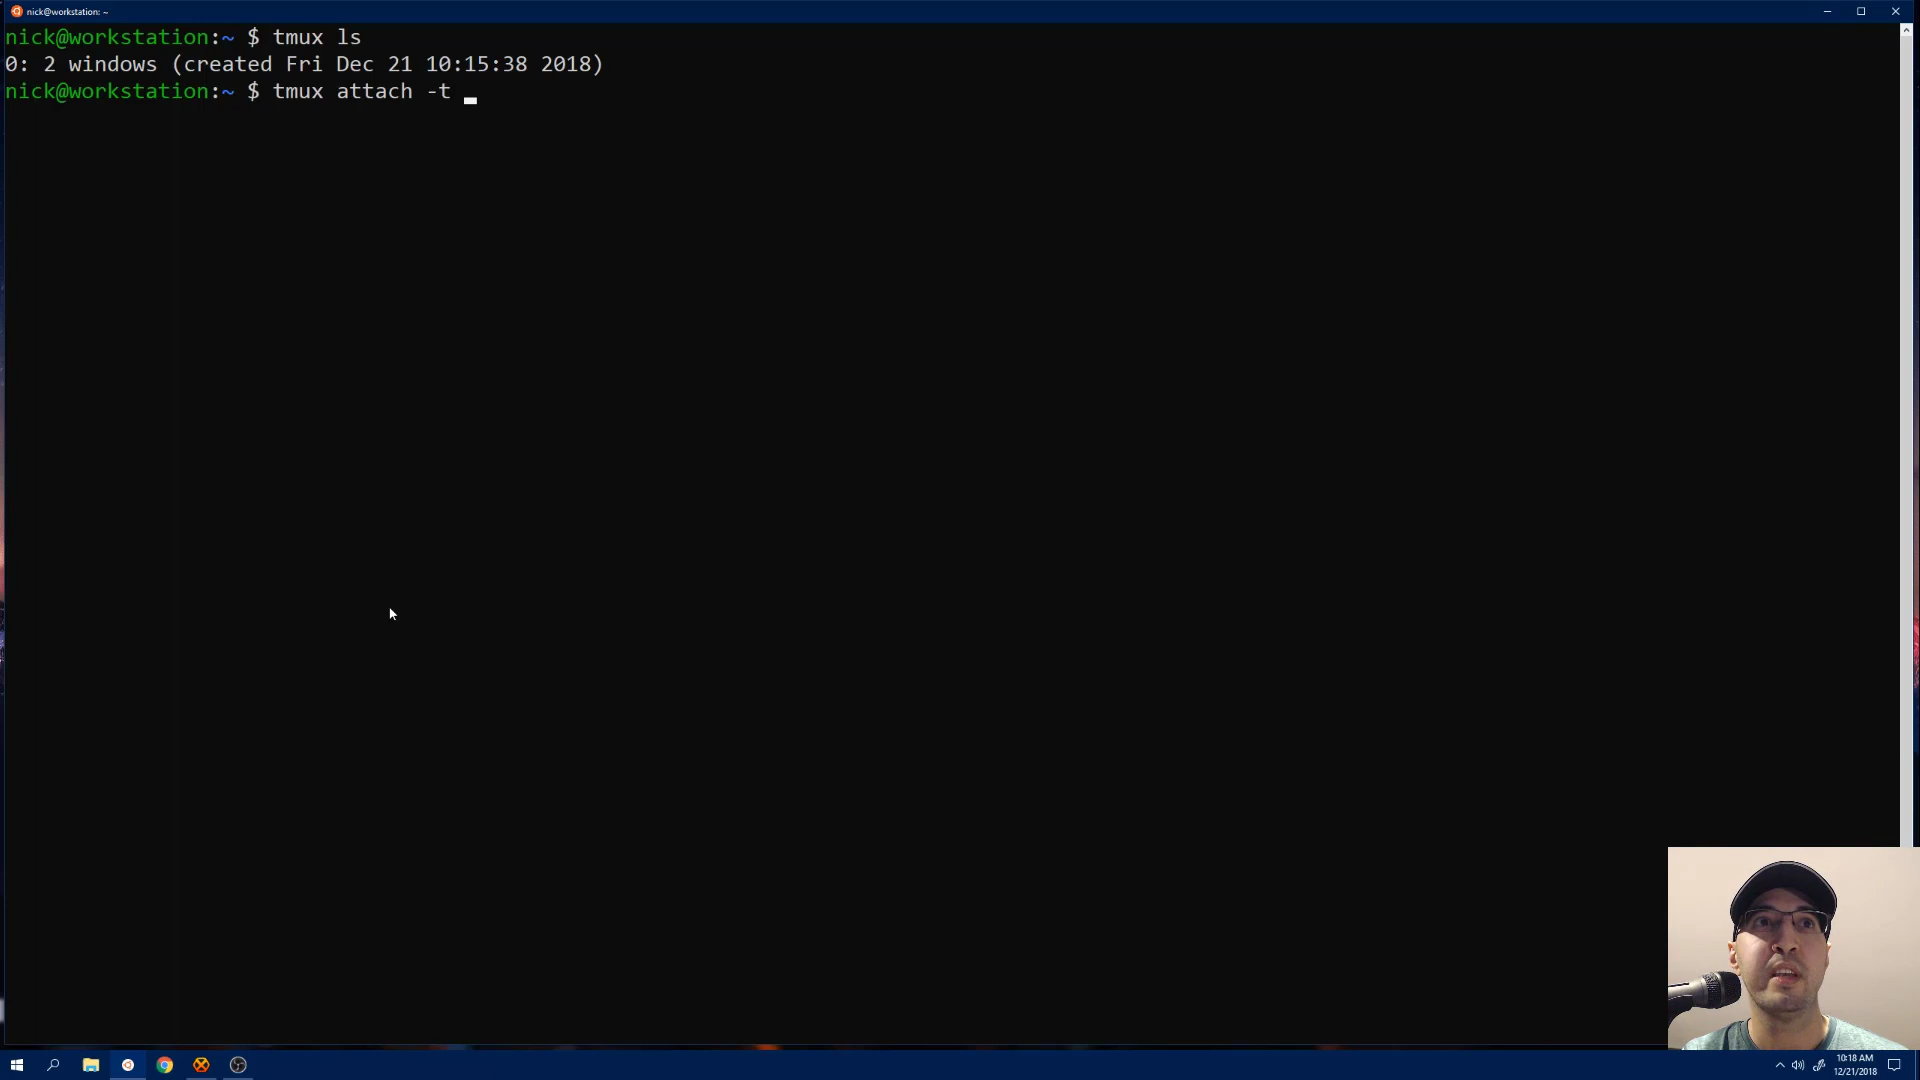 nick@workstation: ~
nick@workstation:~ $ tmux ls
0: 2 windows (created Fri Dec 21 10:15:38 2018)
nick@workstation:~ $ tmux attach -t
10:18 AM
12/21/2018